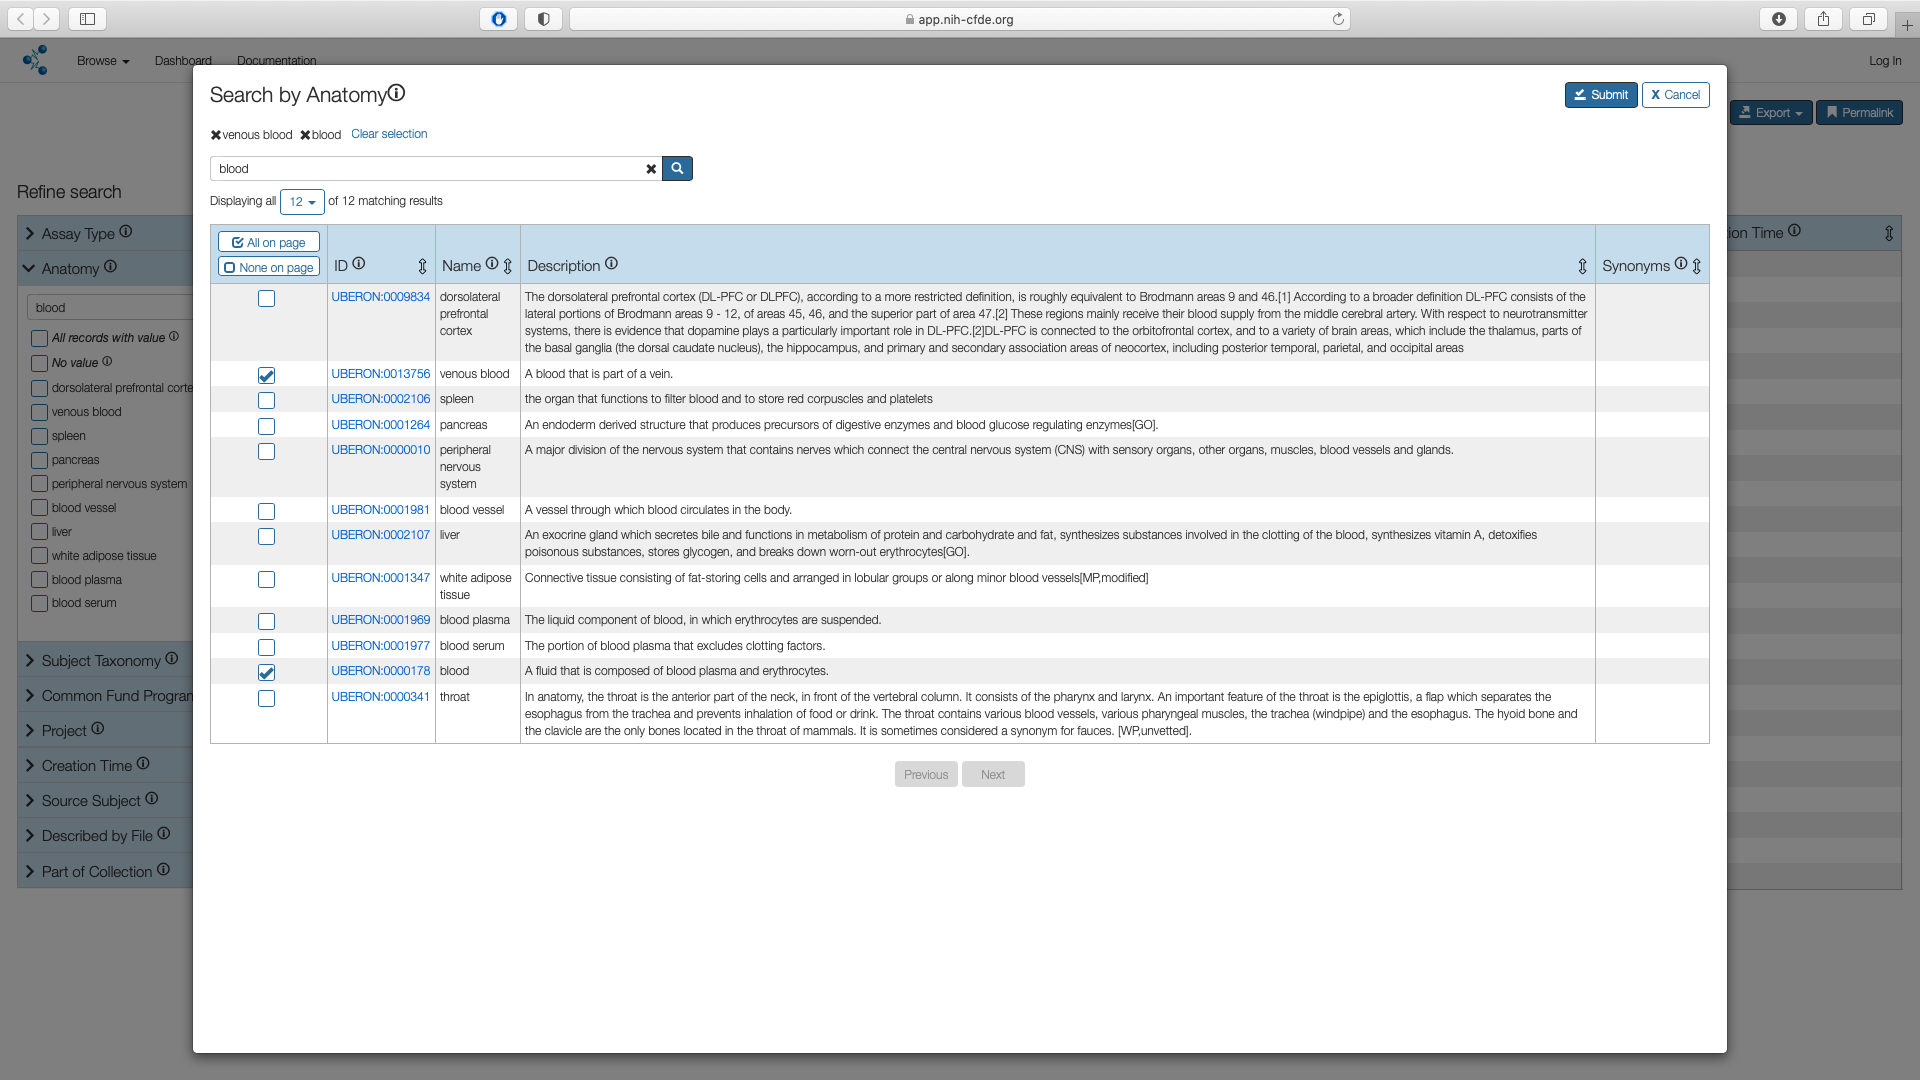 app.nih-cfde.org
Browse
Dashboard
Documentation
Log In
Search by Anatomy
Submit
X Cancel
Export
Permalink
venous blood
blood
Clear selection
blood
Displaying all 12 of 12 matching results
Refine search
Assay Type
Anatomy
blood
All records with value
No value
dorsolateral prefrontal corte
venous blood
spleen
pancreas
peripheral nervous system
blood vessel
liver
white adipose tissue
blood plasma
blood serum
Subject Taxonomy
Common Fund Program
Project
Creation Time
Source Subject
Described by File
Part of Collection
All on page
None on page
ID
Name
Description
Synonyms
ion Time
UBERON:0009834
dorsolateral
prefrontal
cortex
The dorsolateral prefrontal cortex (DL-PFC or DLPFC), according to a more restricted definition, is roughly equivalent to Brodmann areas 9 and 46.[1] According to a broader definition DL-PFC consists of the
lateral portions of Brodmann areas 9 - 12, of areas 45, 46, and the superior part of area 47.[2] These regions mainly receive their blood supply from the middle cerebral artery. With respect to neurotransmitter
systems, there is evidence that dopamine plays a particularly important role in DL-PFC.[2]DL-PFC is connected to the orbitofrontal cortex, and to a variety of brain areas, which include the thalamus, parts of
the basal ganglia (the dorsal caudate nucleus), the hippocampus, and primary and secondary association areas of neocortex, including posterior temporal, parietal, and occipital areas
UBERON:0013756
venous blood
A blood that is part of a vein.
UBERON:0002106
spleen
the organ that functions to filter blood and to store red corpuscles and platelets
UBERON:0001264
pancreas
An endoderm derived structure that produces precursors of digestive enzymes and blood glucose regulating enzymes[GO].
UBERON:0000010
peripheral
nervous
system
A major division of the nervous system that contains nerves which connect the central nervous system (CNS) with sensory organs, other organs, muscles, blood vessels and glands.
UBERON:0001981
blood vessel
A vessel through which blood circulates in the body.
UBERON:0002107
liver
An exocrine gland which secretes bile and functions in metabolism of protein and carbohydrate and fat, synthesizes substances involved in the clotting of the blood, synthesizes vitamin A, detoxifies
poisonous substances, stores glycogen, and breaks down worn-out erythrocytes[GO].
UBERON:0001347
white adipose
tissue
Connective tissue consisting of fat-storing cells and arranged in lobular groups or along minor blood vessels[MP,modified]
UBERON:0001969
blood plasma
The liquid component of blood, in which erythrocytes are suspended.
UBERON:0001977
blood serum
The portion of blood plasma that excludes clotting factors.
UBERON:0000178
blood
A fluid that is composed of blood plasma and erythrocytes.
UBERON:0000341
throat
In anatomy, the throat is the anterior part of the neck, in front of the vertebral column. It consists of the pharynx and larynx. An important feature of the throat is the epiglottis, a flap which separates the
esophagus from the trachea and prevents inhalation of food or drink. The throat contains various blood vessels, various pharyngeal muscles, the trachea (windpipe) and the esophagus. The hyoid bone and
the clavicle are the only bones located in the throat of mammals. It is sometimes considered a synonym for fauces. [WP,unvetted].
Previous
Next